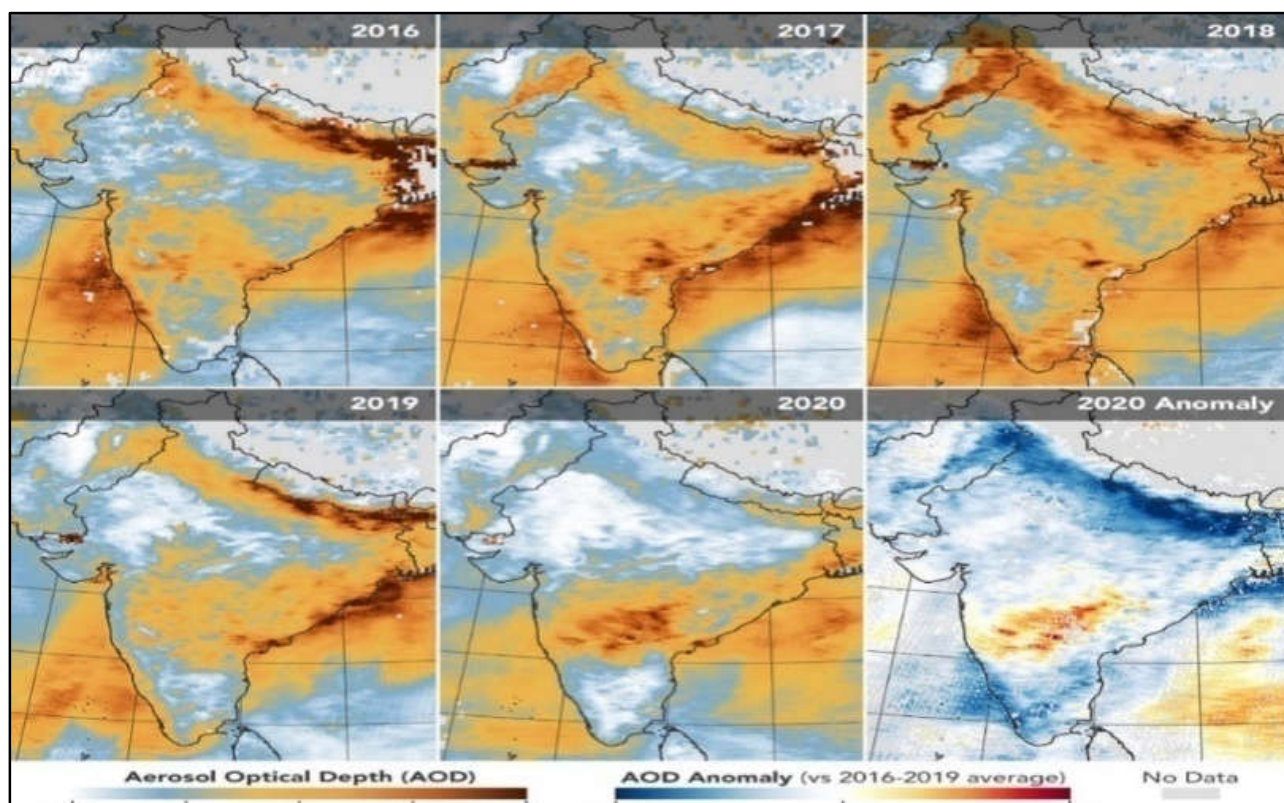 2016
2017
2018
2019
2020
2020 Anomaly
Aerosol Optical Depth (AOD)
AOD Anomaly (vs 2016-2019 average)
No Data